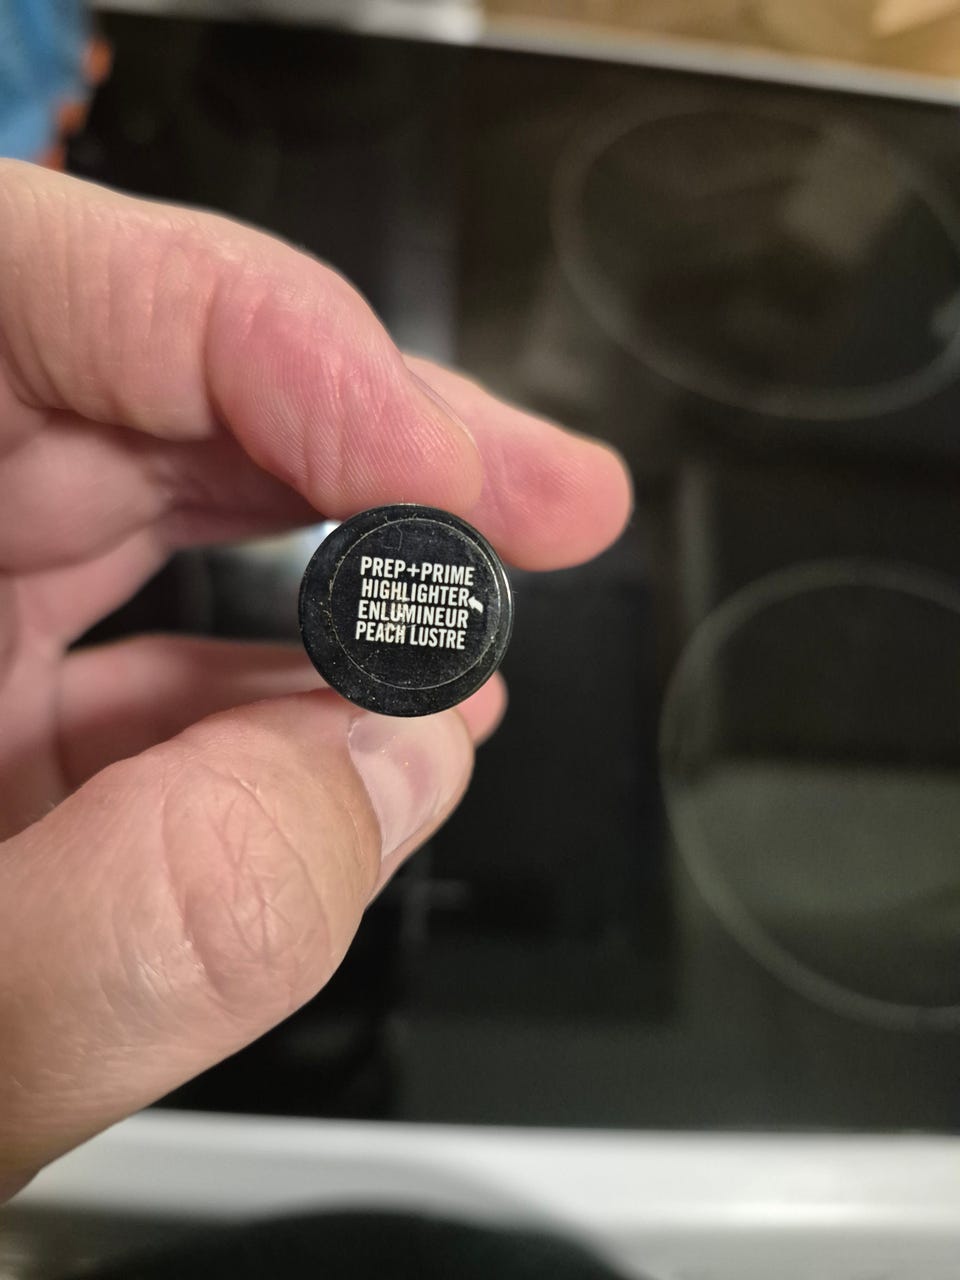 PREP+PRIME
HIGHLIGHTER
ENLUMINEUR
PEACH LUSTRE